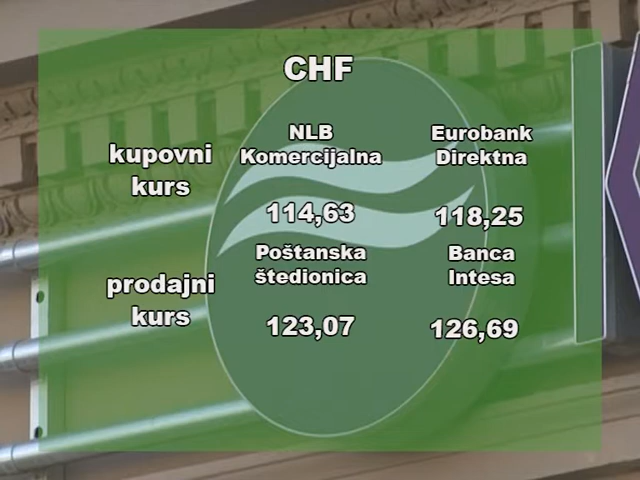 CHF
kupovni
kurs
NLB
Komercijalna
114,63
Eurobank
Direktna
118,25
prodajni
kurs
Poštanska
štedionica
123,07
Banca
Intesa
126,69